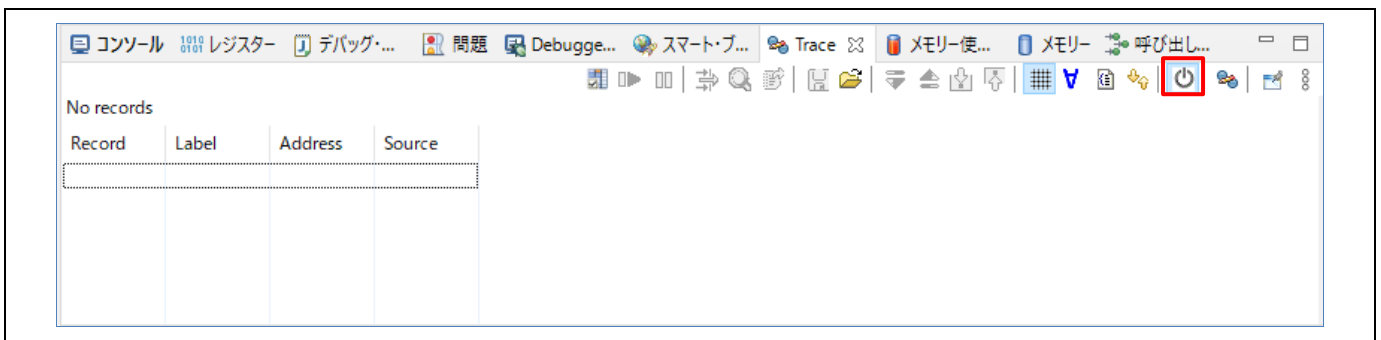 コンソール レジスター デバッグ・... 問題 Debugge... スマート・ブ... Trace メモリー使... メモリー 呼び出し...
No records
Record Label Address Source